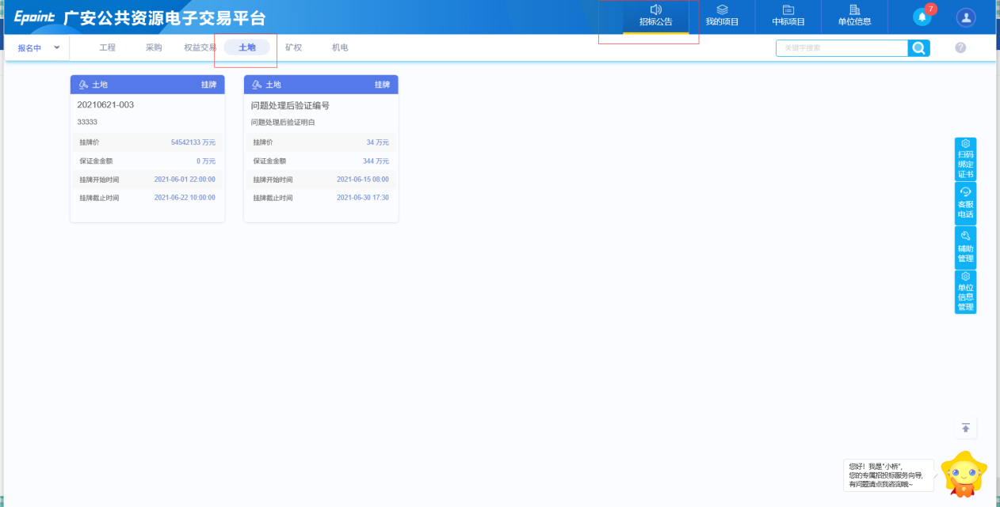 Epoint 广安公共资源电子交易平台
招标公告
我的项目
中标项目
单位信息
7
报名中
工程
采购
权益交易
土地
矿权
机电
关键字搜索
?
土地 挂牌
20210621-003
33333
挂牌价 54542133 万元
保证金金额 0 万元
挂牌开始时间 2021-06-01 22:00:00
挂牌截止时间 2021-06-22 10:00:00
土地 挂牌
问题处理后验证编号
问题处理后验证明白
挂牌价 34 万元
保证金金额 344 万元
挂牌开始时间 2021-06-15 08:00
挂牌截止时间 2021-06-30 17:30
扫码
绑定
证书
客服
电话
辅助
管理
单位
信息
管理
您好！我是"小桥",
您的专属招投标服务向导,
有问题请点我咨询哦~